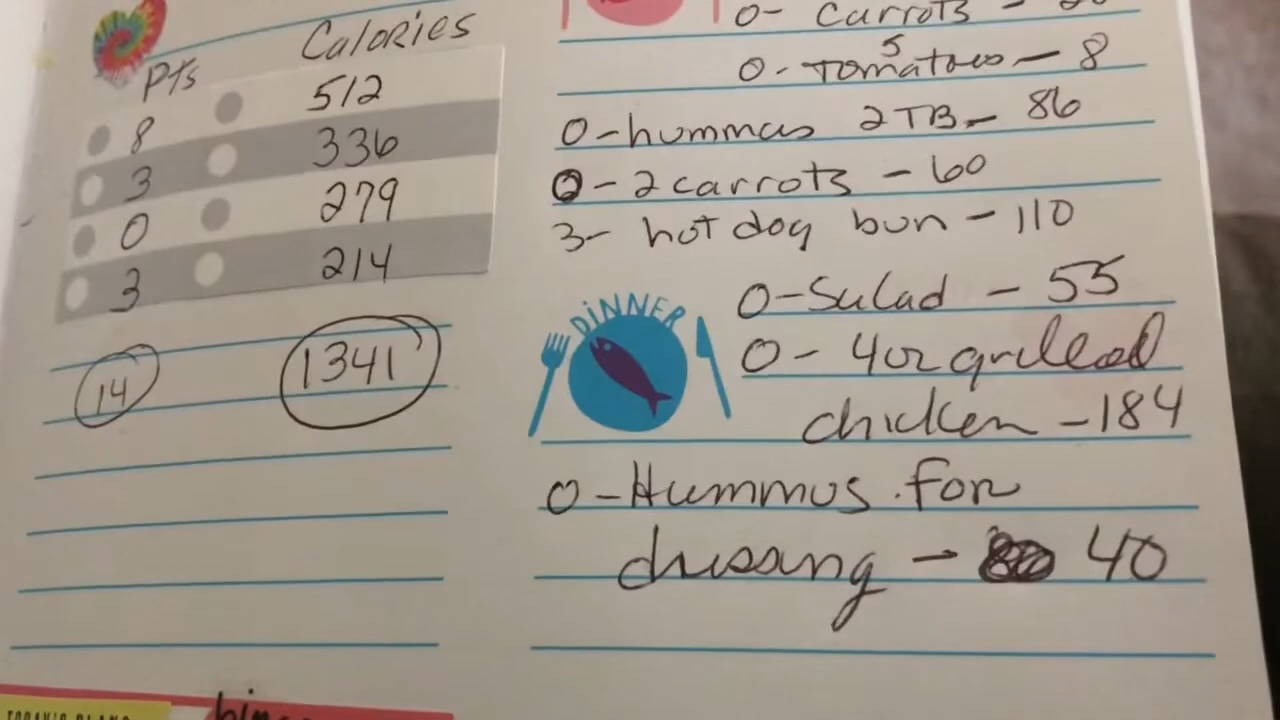 Pts Calories
8 512
3 336
0 279
3 214
14 1341
0- Carrots - 
5
0- Tomatoes - 8
0-hummus 2TB - 86
0-2 carrots - 60
3- hot dog bun - 110
DINNER
0-Salad - 55
0- 4oz grilled
chicken -184
0-Hummus for
dressing - 40
TODAY'S PLANS